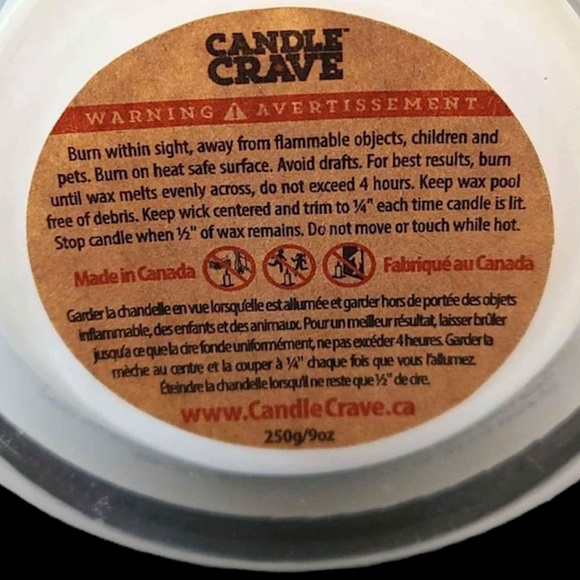 CANDLE™
CRAVE
WARNING AVERTISSEMENT
Burn within sight, away from flammable objects, children and
pets. Burn on heat safe surface. Avoid drafts. For best results, burn
until wax melts evenly across, do not exceed 4 hours. Keep wax pool
free of debris. Keep wick centered and trim to ¼" each time candle is lit.
Stop candle when ½" of wax remains. Do not move or touch while hot.
Made in Canada Fabriqué au Canada
Garder la chandelle en vue lorsqu'elle est allumée et garder hors de portée des objets
inflammable, des enfants et des animaux. Pour un meilleur résultat, laisser brûler
jusqu'a ce que la cire fonde uniformément, ne pas excéder 4 heures. Garder la
mèche au centre et la couper à ¼" chaque fois que vous l'allumez.
Éteindre la chandelle lorsqu'il ne reste que ½" de cire.
www.CandleCrave.ca
250g/9oz